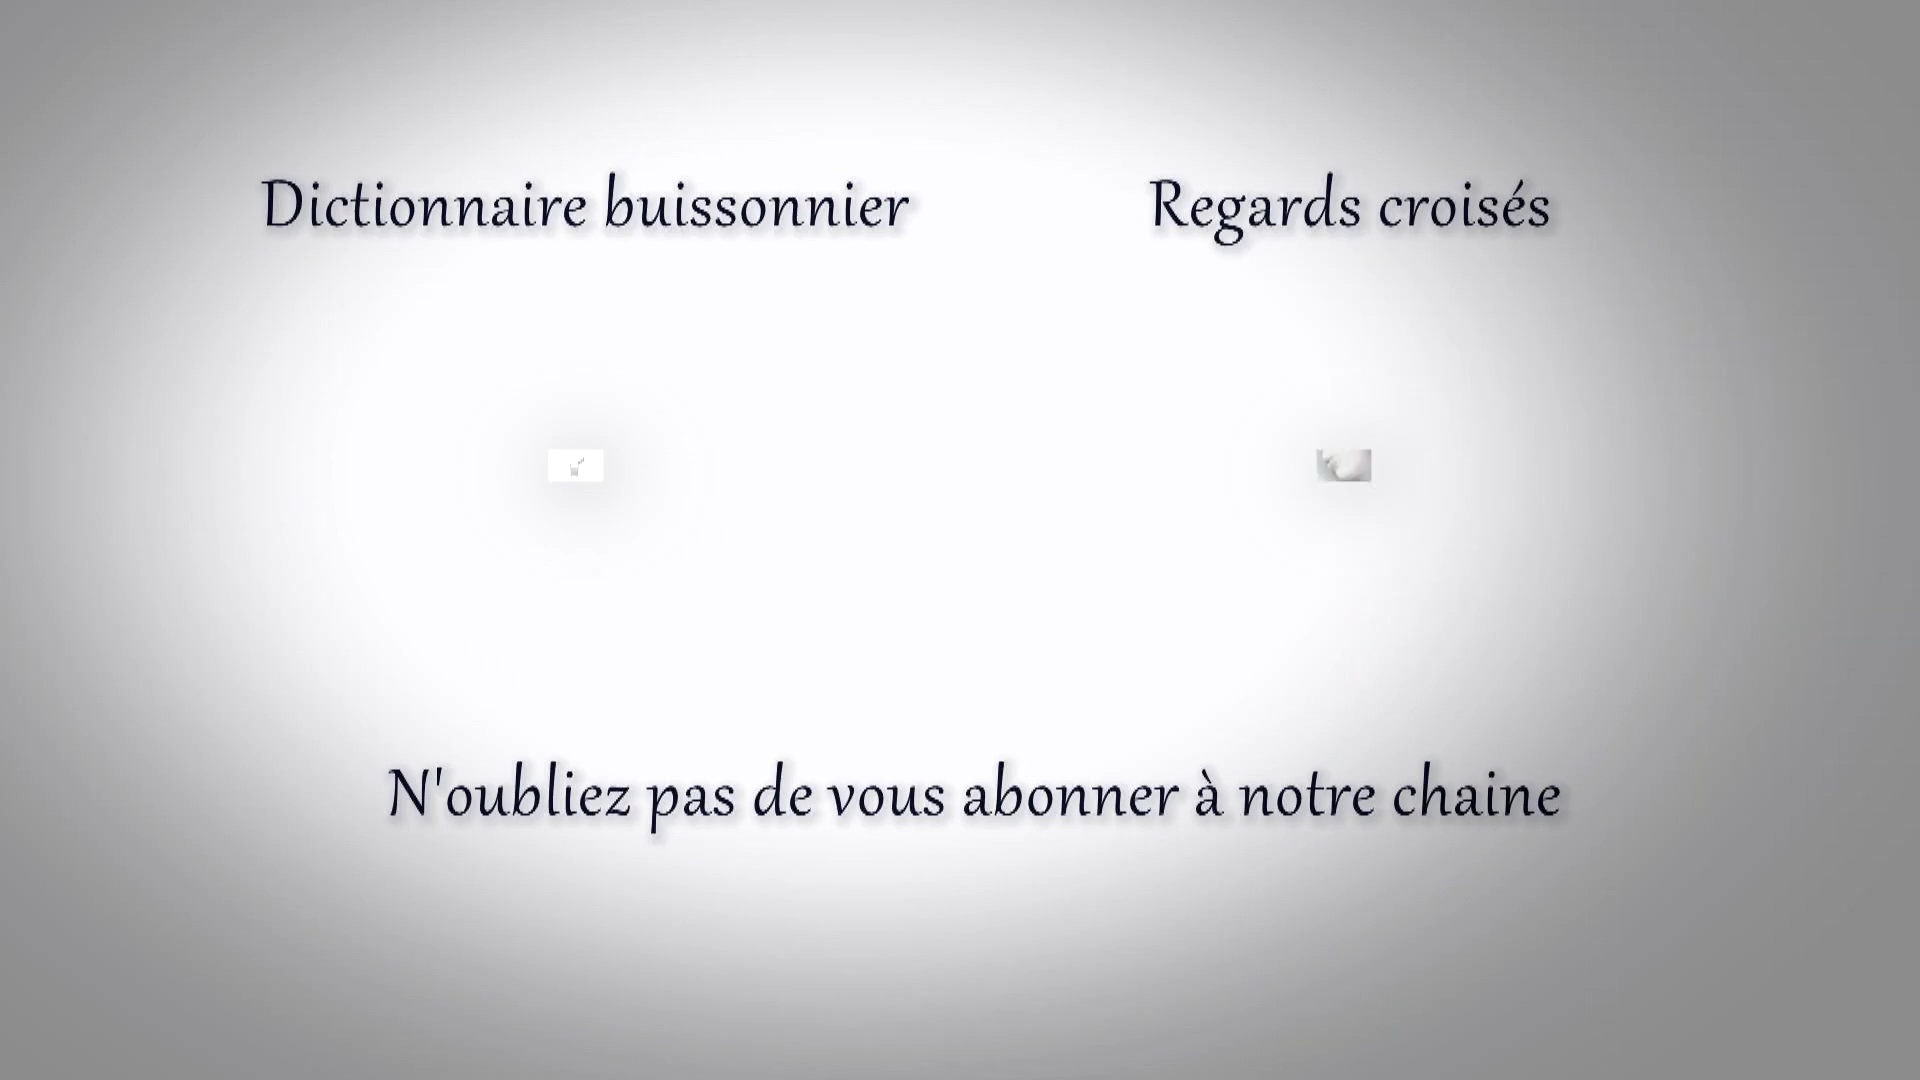 Dictionnaire buissonnier
Regards croisés
N'oubliez pas de vous abonner à notre chaine